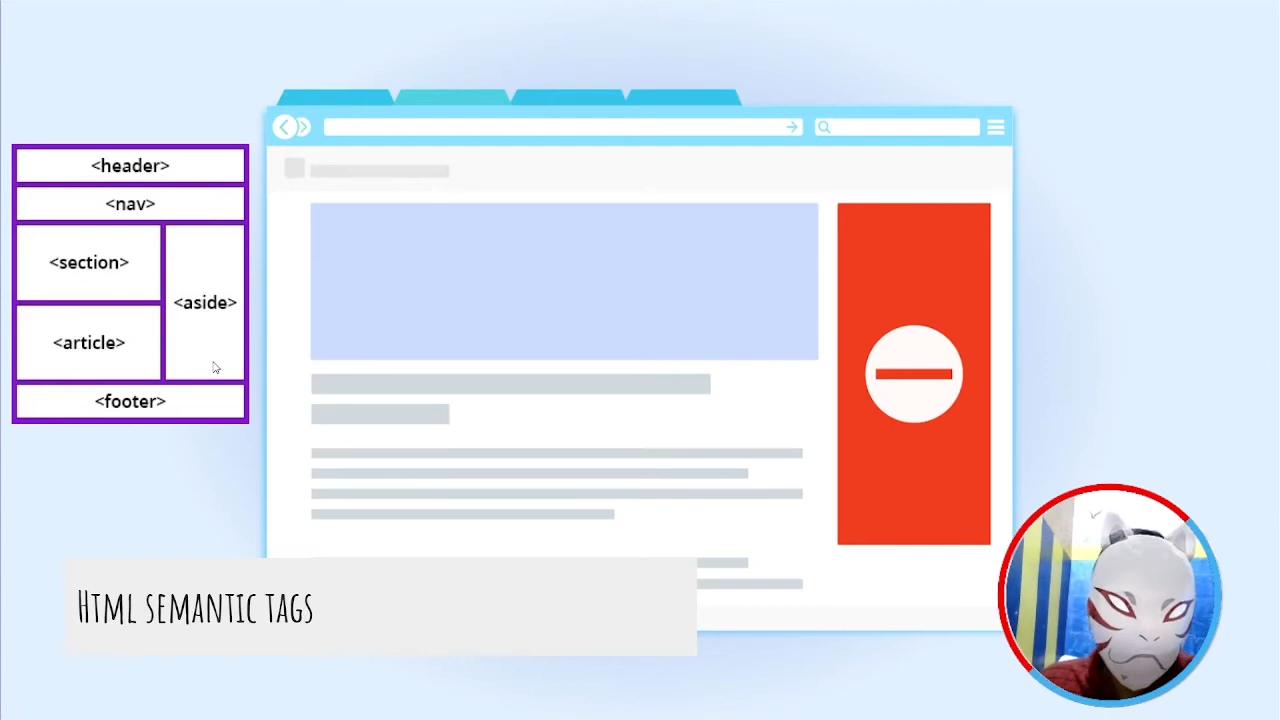 <header>
<nav>
<section>
<aside>
<article>
<footer>
Html semantic tags